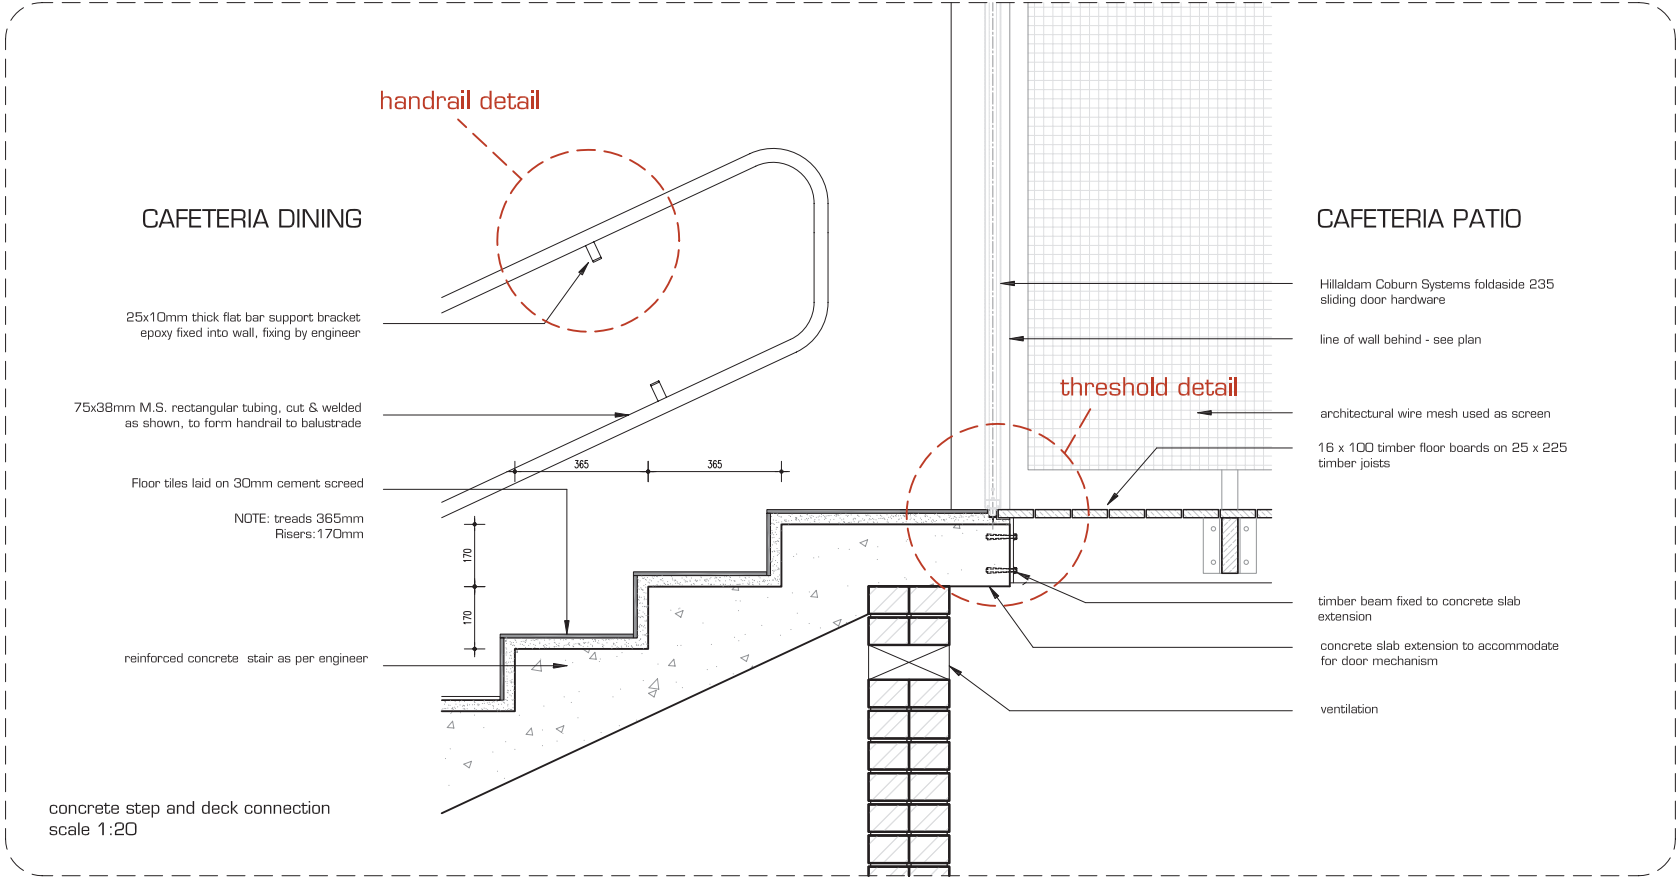 handrail detail
CAFETERIA DINING
25x10mm thick flat bar support bracket
epoxy fixed into wall, fixing by engineer
75x38mm M.S. rectangular tubing, cut & welded
as shown, to form handrail to balustrade
365
365
Floor tiles laid on 30mm cement screed
NOTE: treads 365mm
Risers:170mm
170
170
reinforced concrete stair as per engineer
concrete step and deck connection
scale 1:20
CAFETERIA PATIO
Hillaldam Coburn Systems foldaside 235
sliding door hardware
line of wall behind - see plan
threshold detail
architectural wire mesh used as screen
16 x 100 timber floor boards on 25 x 225
timber joists
timber beam fixed to concrete slab
extension
concrete slab extension to accommodate
for door mechanism
ventilation